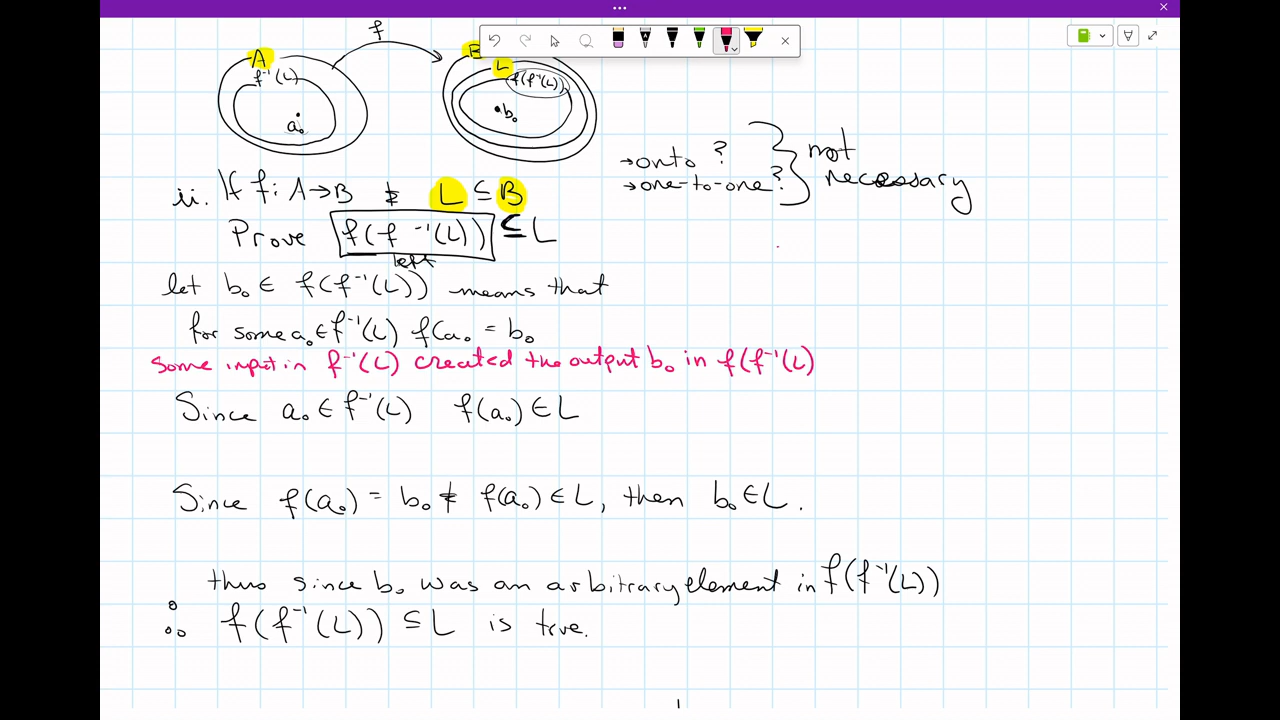 f
A
B
f⁻¹(L)
L
f(f⁻¹(L))
a₀
b₀
→onto ?
→one-to-one?
not
necessary
ii. If f: A→B & L ⊆ B
Prove f(f⁻¹(L)) ⊆ L
left
let b₀ ∈ f(f⁻¹(L)) means that
for some a₀ ∈ f⁻¹(L) f(a₀ = b₀
some input in f⁻¹(L) created the output b₀ in f(f⁻¹(L)
Since a₀ ∈ f⁻¹(L) f(a₀) ∈ L
Since f(a₀) = b₀ & f(a₀) ∈ L, then b₀ ∈ L.
thus since b₀ was an arbitrary element in f(f⁻¹(L))
∴ f(f⁻¹(L)) ⊆ L is true.